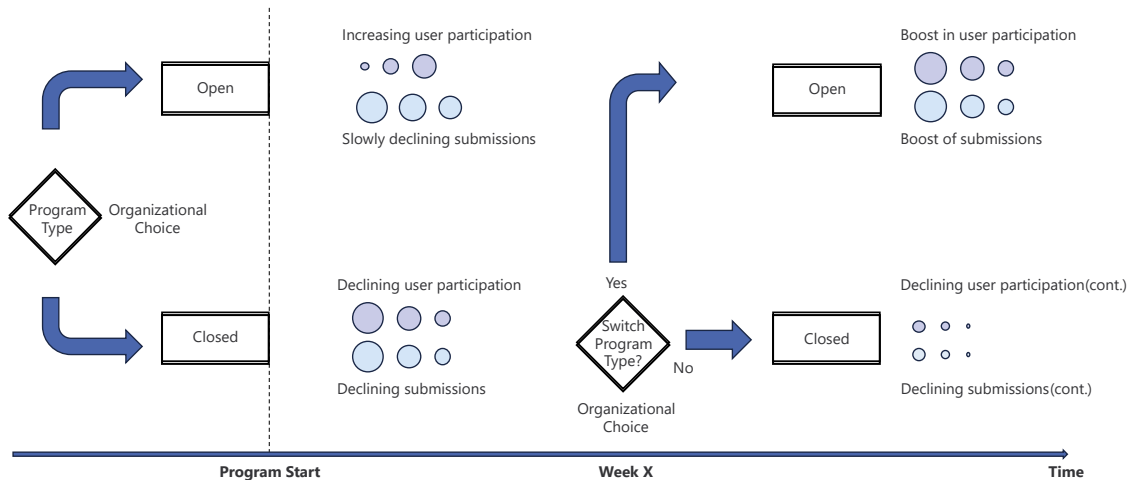 Increasing user participation
Open
Slowly declining submissions
Program
Type
Organizational
Choice
Closed
Declining user participation
Declining submissions
Boost in user participation
Open
Boost of submissions
Yes
Switch
Program
Type?
No
Organizational
Choice
Closed
Declining user participation(cont.)
Declining submissions(cont.)
Program Start
Week X
Time